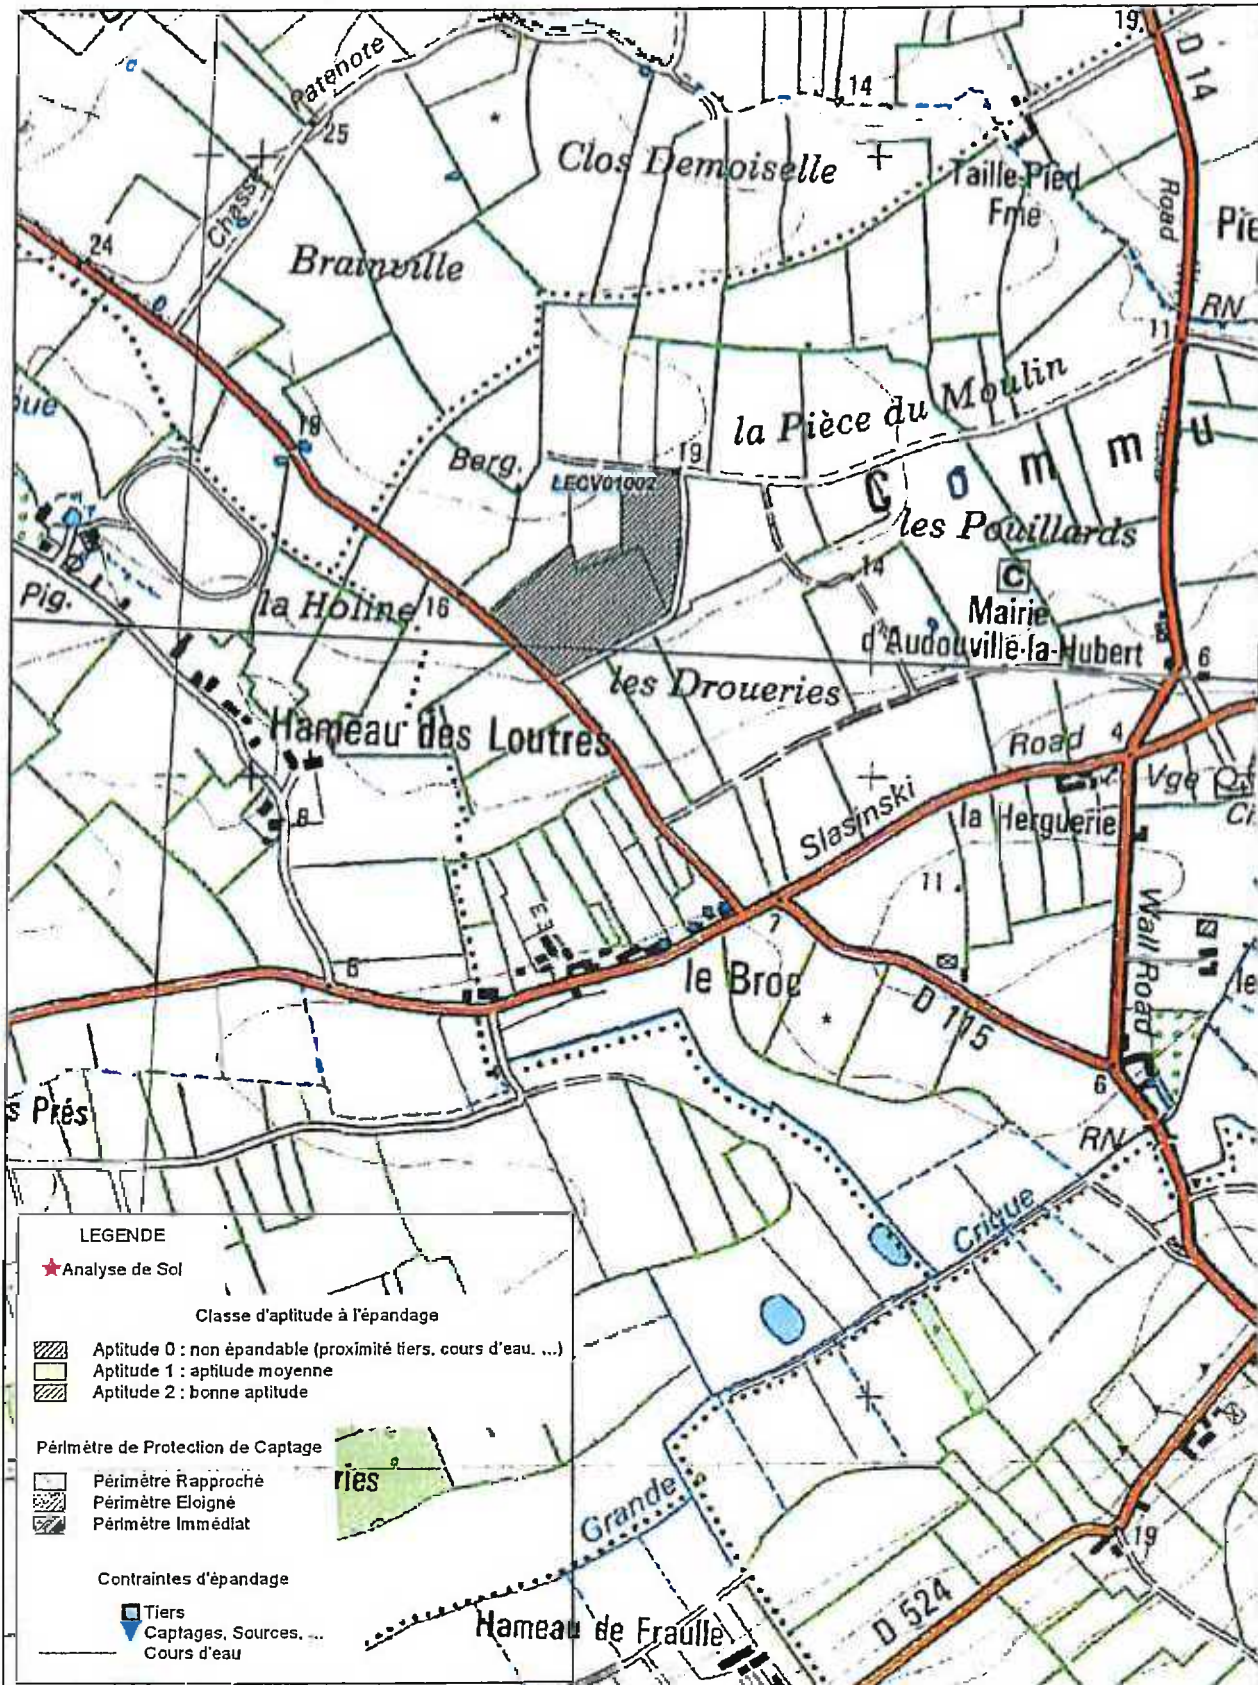 19
D 14
Patenote
25
14
Clos Demoiselle
Taille-Pied
Fme
Road
Pie
Chasse
24
Brainville
RN
11
la Pièce du Moulin
19
Berg.
19
LECV01002
C o m m u
les Pouillards
C
Mairie
d'Audouville-la-Hubert
14
Pig.
la Holine
16
6
les Droueries
Hameau des Loutres
Road
4
Vge
Slasinski
la Herguerie
8
11
Wall Road
7
le Broc
6
D 115
6
s Prés
RN
Crique
LEGENDE
Analyse de Sol
Classe d'aptitude à l'épandage
Aptitude 0 : non épandable (proximité tiers, cours d'eau, ...)
Aptitude 1 : aptitude moyenne
Aptitude 2 : bonne aptitude
Périmètre de Protection de Captage
Périmètre Rapproché
ries
Périmètre Eloigné
Périmètre Immédiat
Grande
19
Contraintes d'épandage
Tiers
Captages, Sources, ...
Cours d'eau
Hameau de Fraulle
D 524